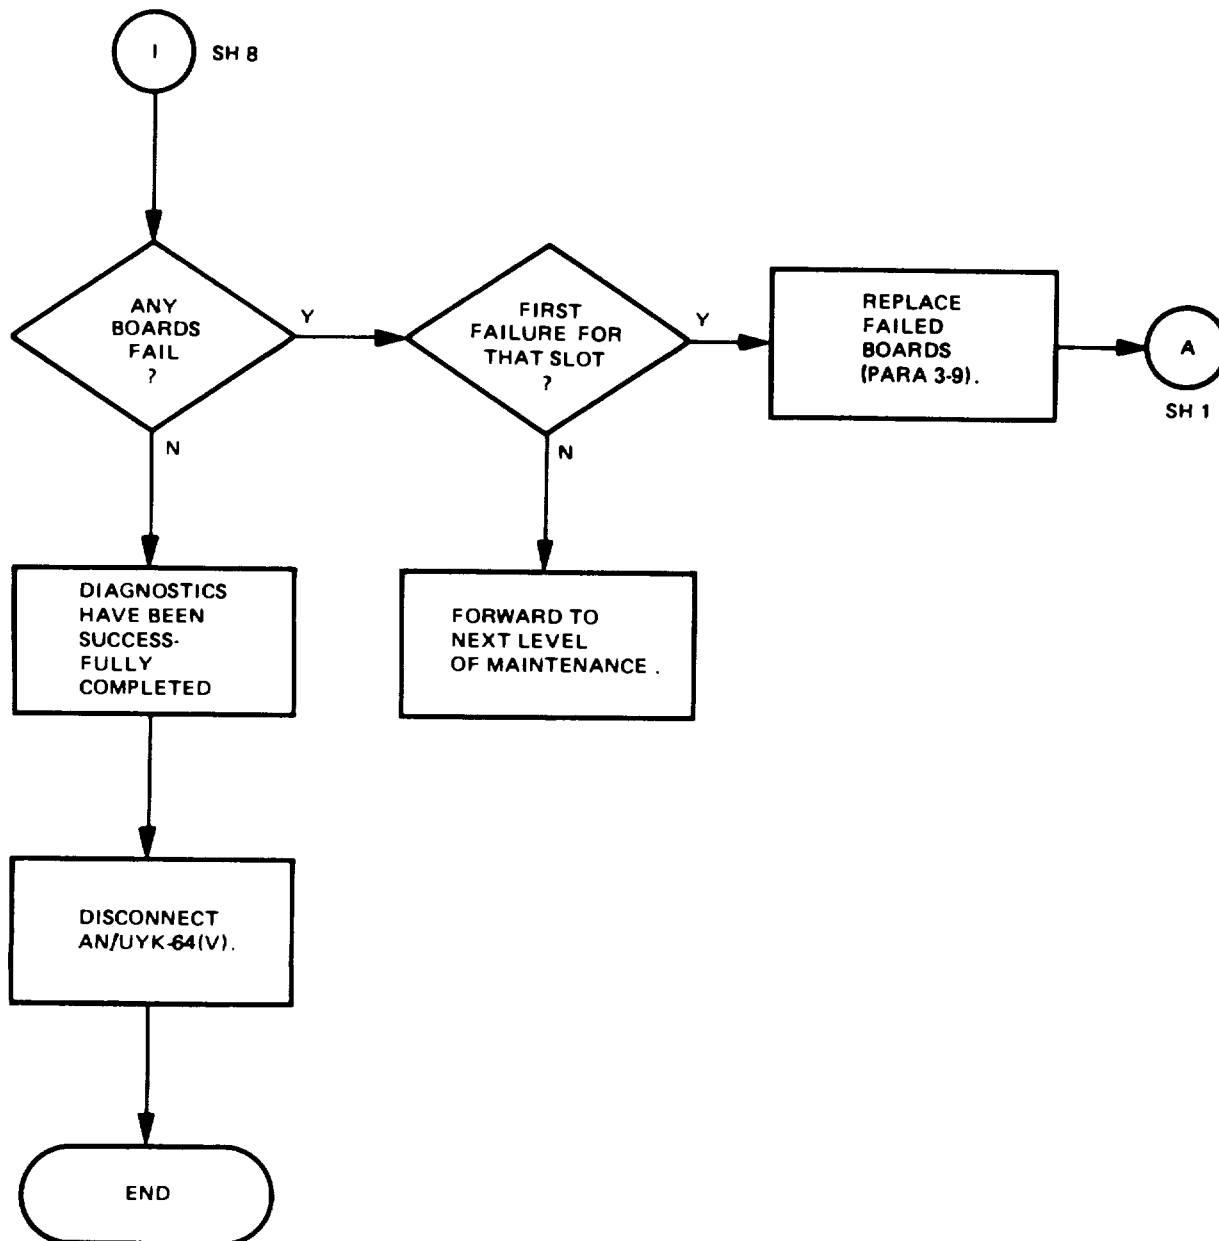 I
SH 8
ANY
BOARDS
FAIL
?
Y
N
FIRST
FAILURE FOR
THAT SLOT
?
Y
N
REPLACE
FAILED
BOARDS
(PARA 3-9).
A
SH 1
DIAGNOSTICS
HAVE BEEN
SUCCESS-
FULLY
COMPLETED
FORWARD TO
NEXT LEVEL
OF MAINTENANCE.
DISCONNECT
AN/UYK-64(V).
END